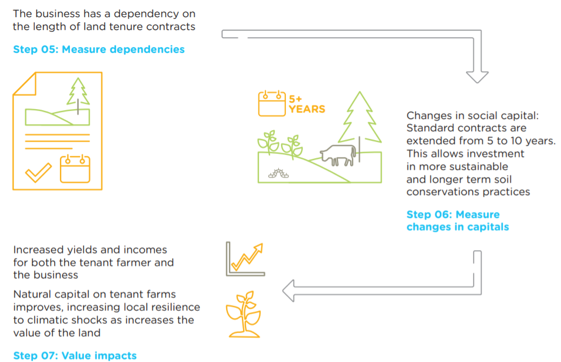 The business has a dependency on
the length of land tenure contracts
Step 05: Measure dependencies
5+
YEARS
Changes in social capital:
Standard contracts are
extended from 5 to 10 years.
This allows investment
in more sustainable
and longer term soil
conservations practices
Step 06: Measure
changes in capitals
Increased yields and incomes
for both the tenant farmer and
the business
Natural capital on tenant farms
improves, increasing local resilience
to climatic shocks as increases the
value of the land
Step 07: Value impacts